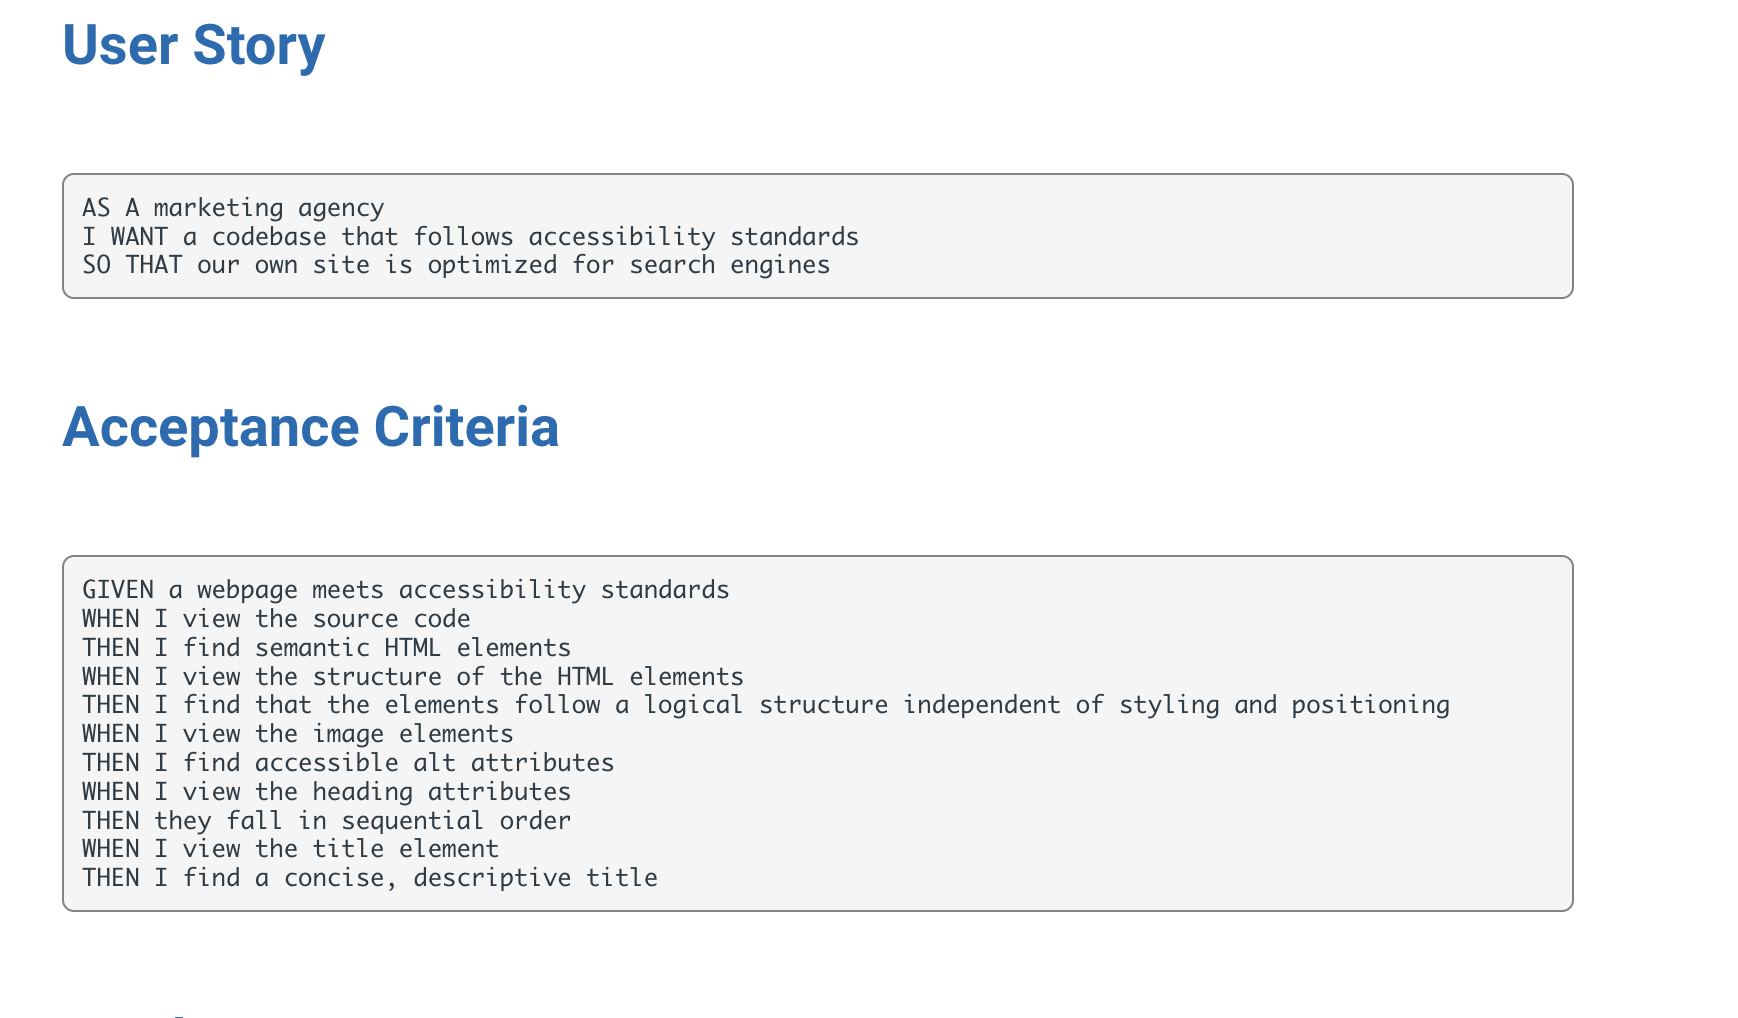 User Story
AS A marketing agency
I WANT a codebase that follows accessibility standards
SO THAT our own site is optimized for search engines
Acceptance Criteria
GIVEN a webpage meets accessibility standards
WHEN I view the source code
THEN I find semantic HTML elements
WHEN I view the structure of the HTML elements
THEN I find that the elements follow a logical structure independent of styling and positioning
WHEN I view the image elements
THEN I find accessible alt attributes
WHEN I view the heading attributes
THEN they fall in sequential order
WHEN I view the title element
THEN I find a concise, descriptive title